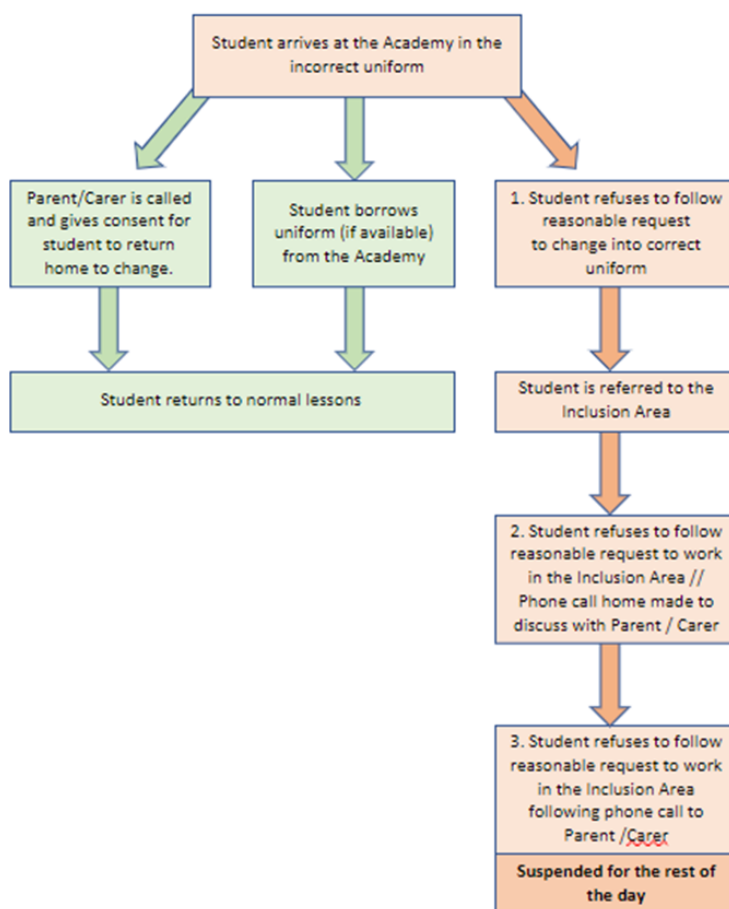 Student arrives at the Academy in the
incorrect uniform
Parent/Carer is called
and gives consent for
student to return
home to change.
Student borrows
uniform (if available)
from the Academy
1. Student refuses to follow
reasonable request
to change into correct
uniform
Student returns to normal lessons
Student is referred to the
Inclusion Area
2. Student refuses to follow
reasonable request to work
in the Inclusion Area //
Phone call home made to
discuss with Parent / Carer
3. Student refuses to follow
reasonable request to work
in the Inclusion Area
following phone call to
Parent /Carer
Suspended for the rest of
the day